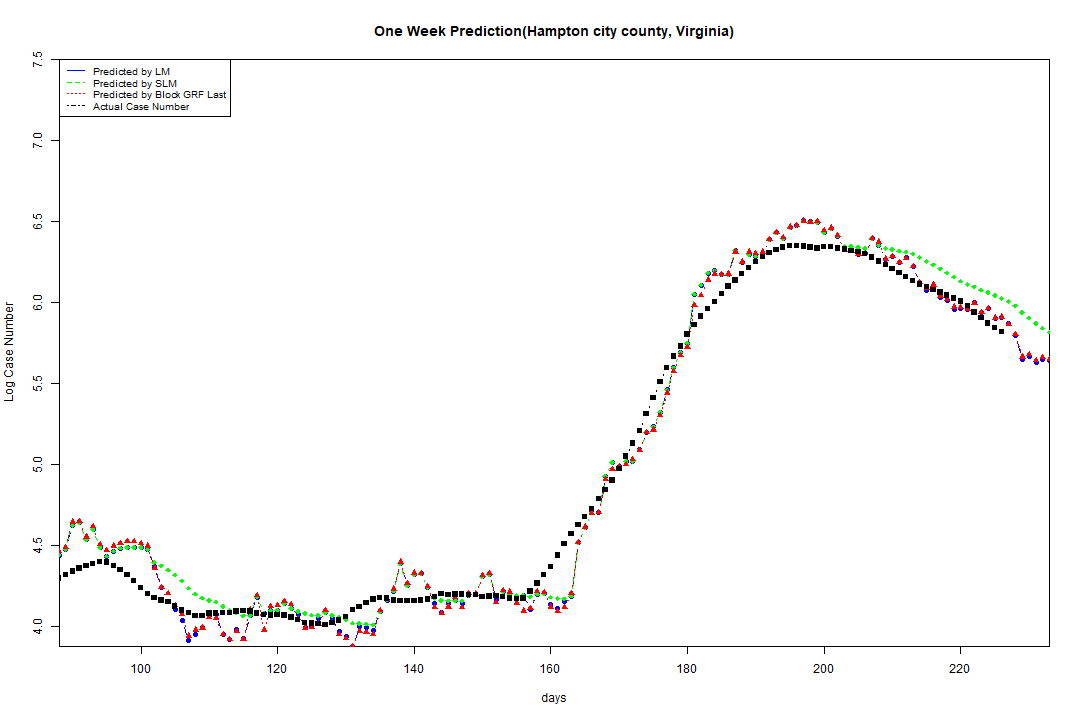 One Week Prediction(Hampton city county, Virginia)
Predicted by LM
Predicted by SLM
Predicted by Block GRF Last
Actual Case Number
Log Case Number
7.5
7.0
6.5
6.0
5.5
5.0
4.5
4.0
100 120 140 160 180 200 220
days